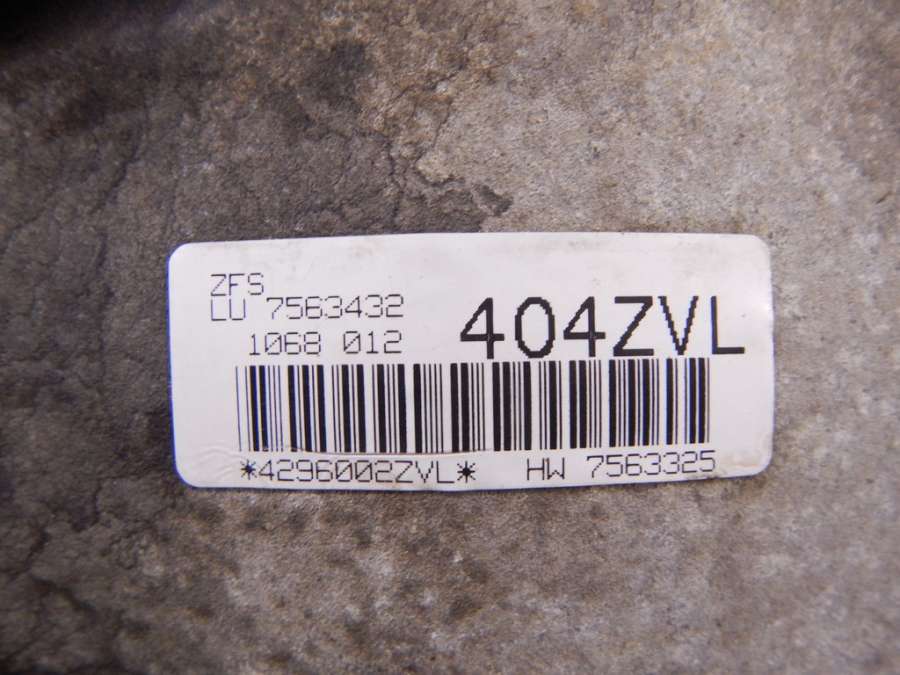 ZFS
LU 7563432
1068 012
404ZVL
*4296002ZVL* HW 7563325